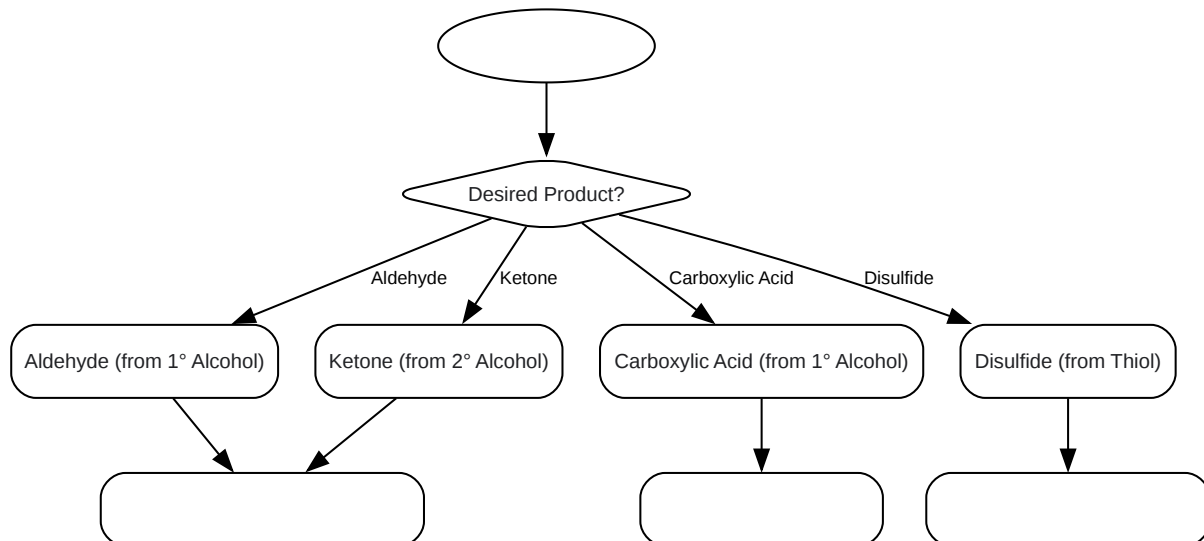 Desired Product?
Aldehyde
Ketone
Carboxylic Acid
Disulfide
Aldehyde (from 1° Alcohol)
Ketone (from 2° Alcohol)
Carboxylic Acid (from 1° Alcohol)
Disulfide (from Thiol)